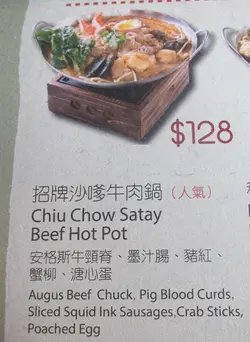 $128
招牌沙嗲牛肉鍋（人氣）
Chiu Chow Satay
Beef Hot Pot
安格斯牛頸脊、墨汁腸、豬紅、
蟹柳、溏心蛋
Augus Beef Chuck, Pig Blood Curds,
Sliced Squid Ink Sausages,Crab Sticks,
Poached Egg